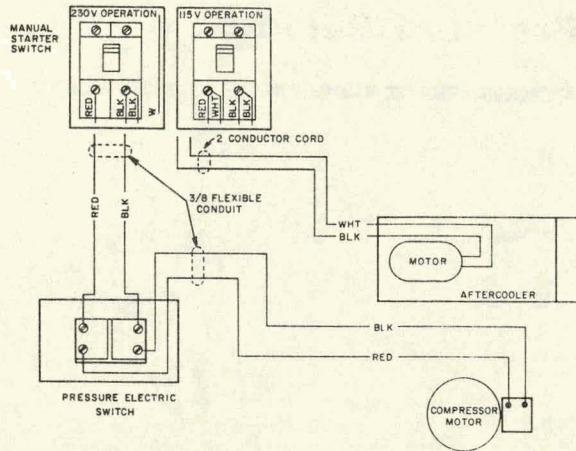 MANUAL
STARTER
SWITCH
230V OPERATION
115V OPERATION
RED
BLK
BLK
W
RED
WHT
BLK
BLK
2 CONDUCTOR CORD
3/8 FLEXIBLE
CONDUIT
RED
BLK
WHT
BLK
MOTOR
AFTERCOOLER
BLK
RED
PRESSURE ELECTRIC
SWITCH
COMPRESSOR
MOTOR